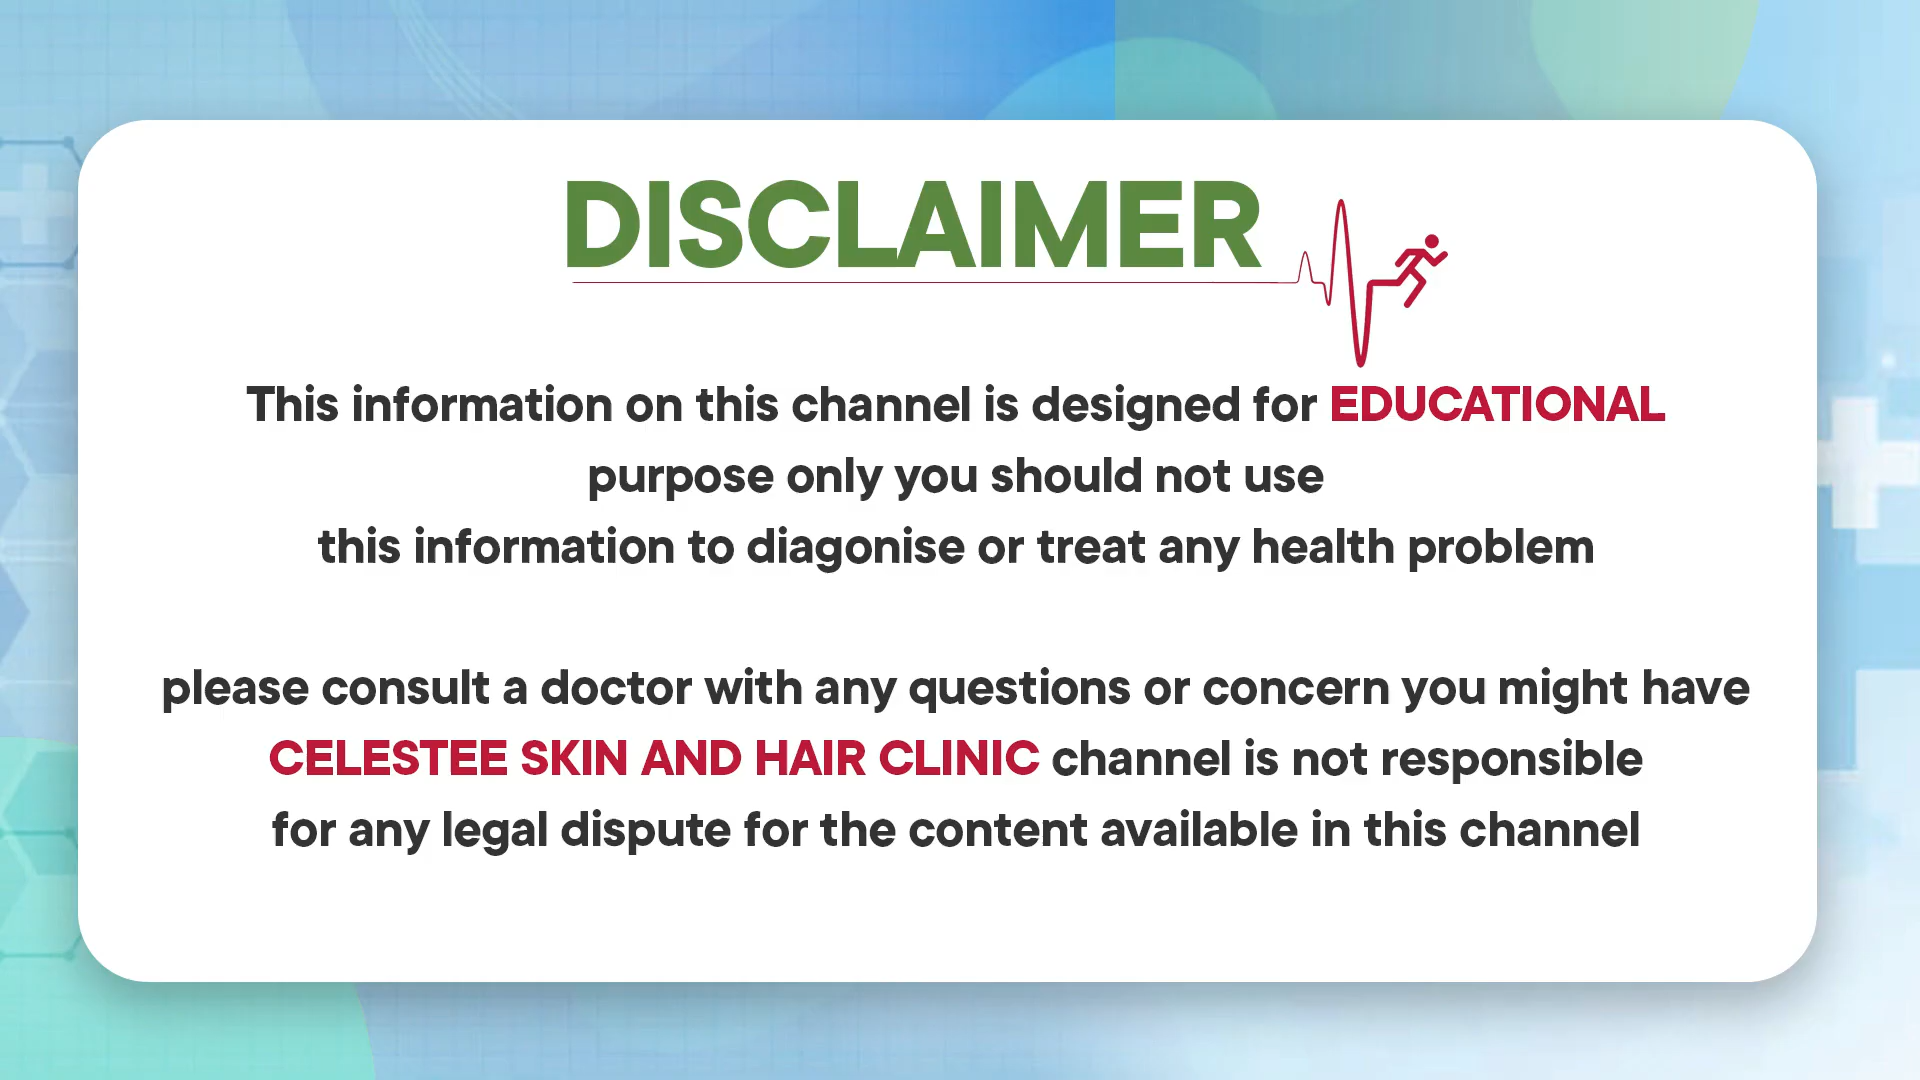 DISCLAIMER
This information on this channel is designed for EDUCATIONAL
purpose only you should not use
this information to diagonise or treat any health problem
please consult a doctor with any questions or concern you might have
CELESTEE SKIN AND HAIR CLINIC channel is not responsible
for any legal dispute for the content available in this channel